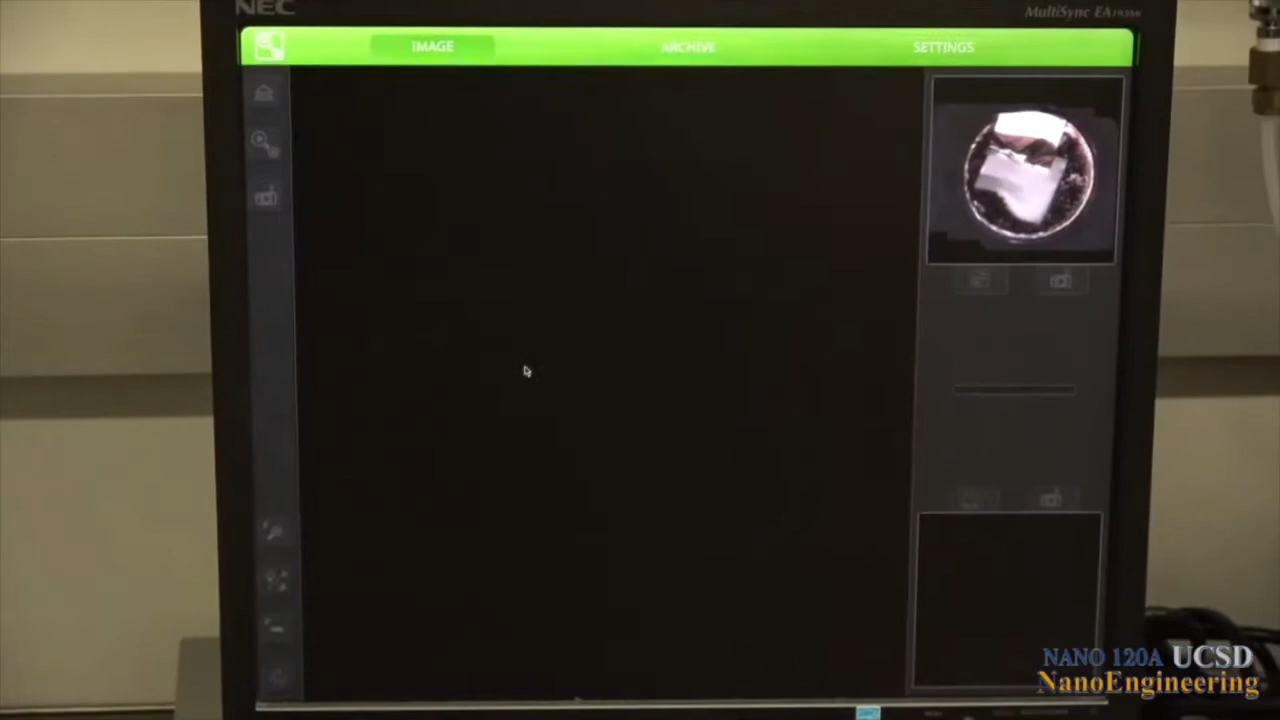 NEC
MultiSync EA
IMAGE
ARCHIVE
SETTINGS
NANO 120A UCSD
NanoEngineering